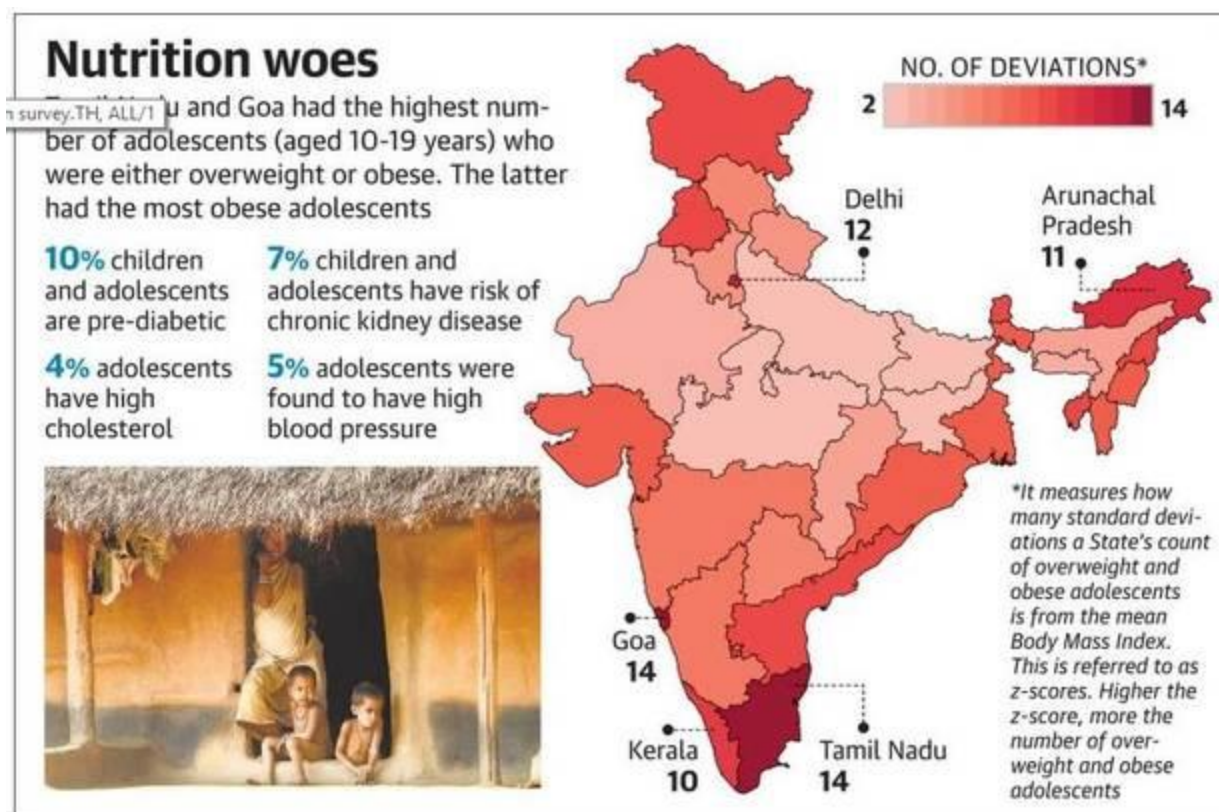 Nutrition woes
u and Goa had the highest num-
n survey.TH, ALL/1
ber of adolescents (aged 10-19 years) who
were either overweight or obese. The latter
had the most obese adolescents
10% children
and adolescents
are pre-diabetic
7% children and
adolescents have risk of
chronic kidney disease
4% adolescents
have high
cholesterol
5% adolescents were
found to have high
blood pressure
NO. OF DEVIATIONS*
2
14
Delhi
12
Arunachal
Pradesh
11
Goa
14
Kerala
10
Tamil Nadu
14
*It measures how
many standard devi-
ations a State's count
of overweight and
obese adolescents
is from the mean
Body Mass Index.
This is referred to as
z-scores. Higher the
z-score, more the
number of over-
weight and obese
adolescents